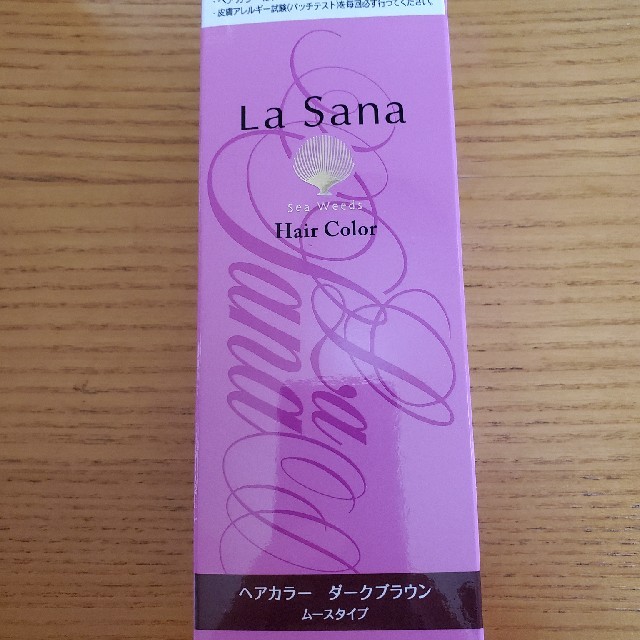 ・皮膚アレルギー試験(パッチテスト)を毎回必ず行ってください。
La Sana
Sea Weeds
Hair Color
La Sana
ヘアカラー ダークブラウン
ムースタイプ